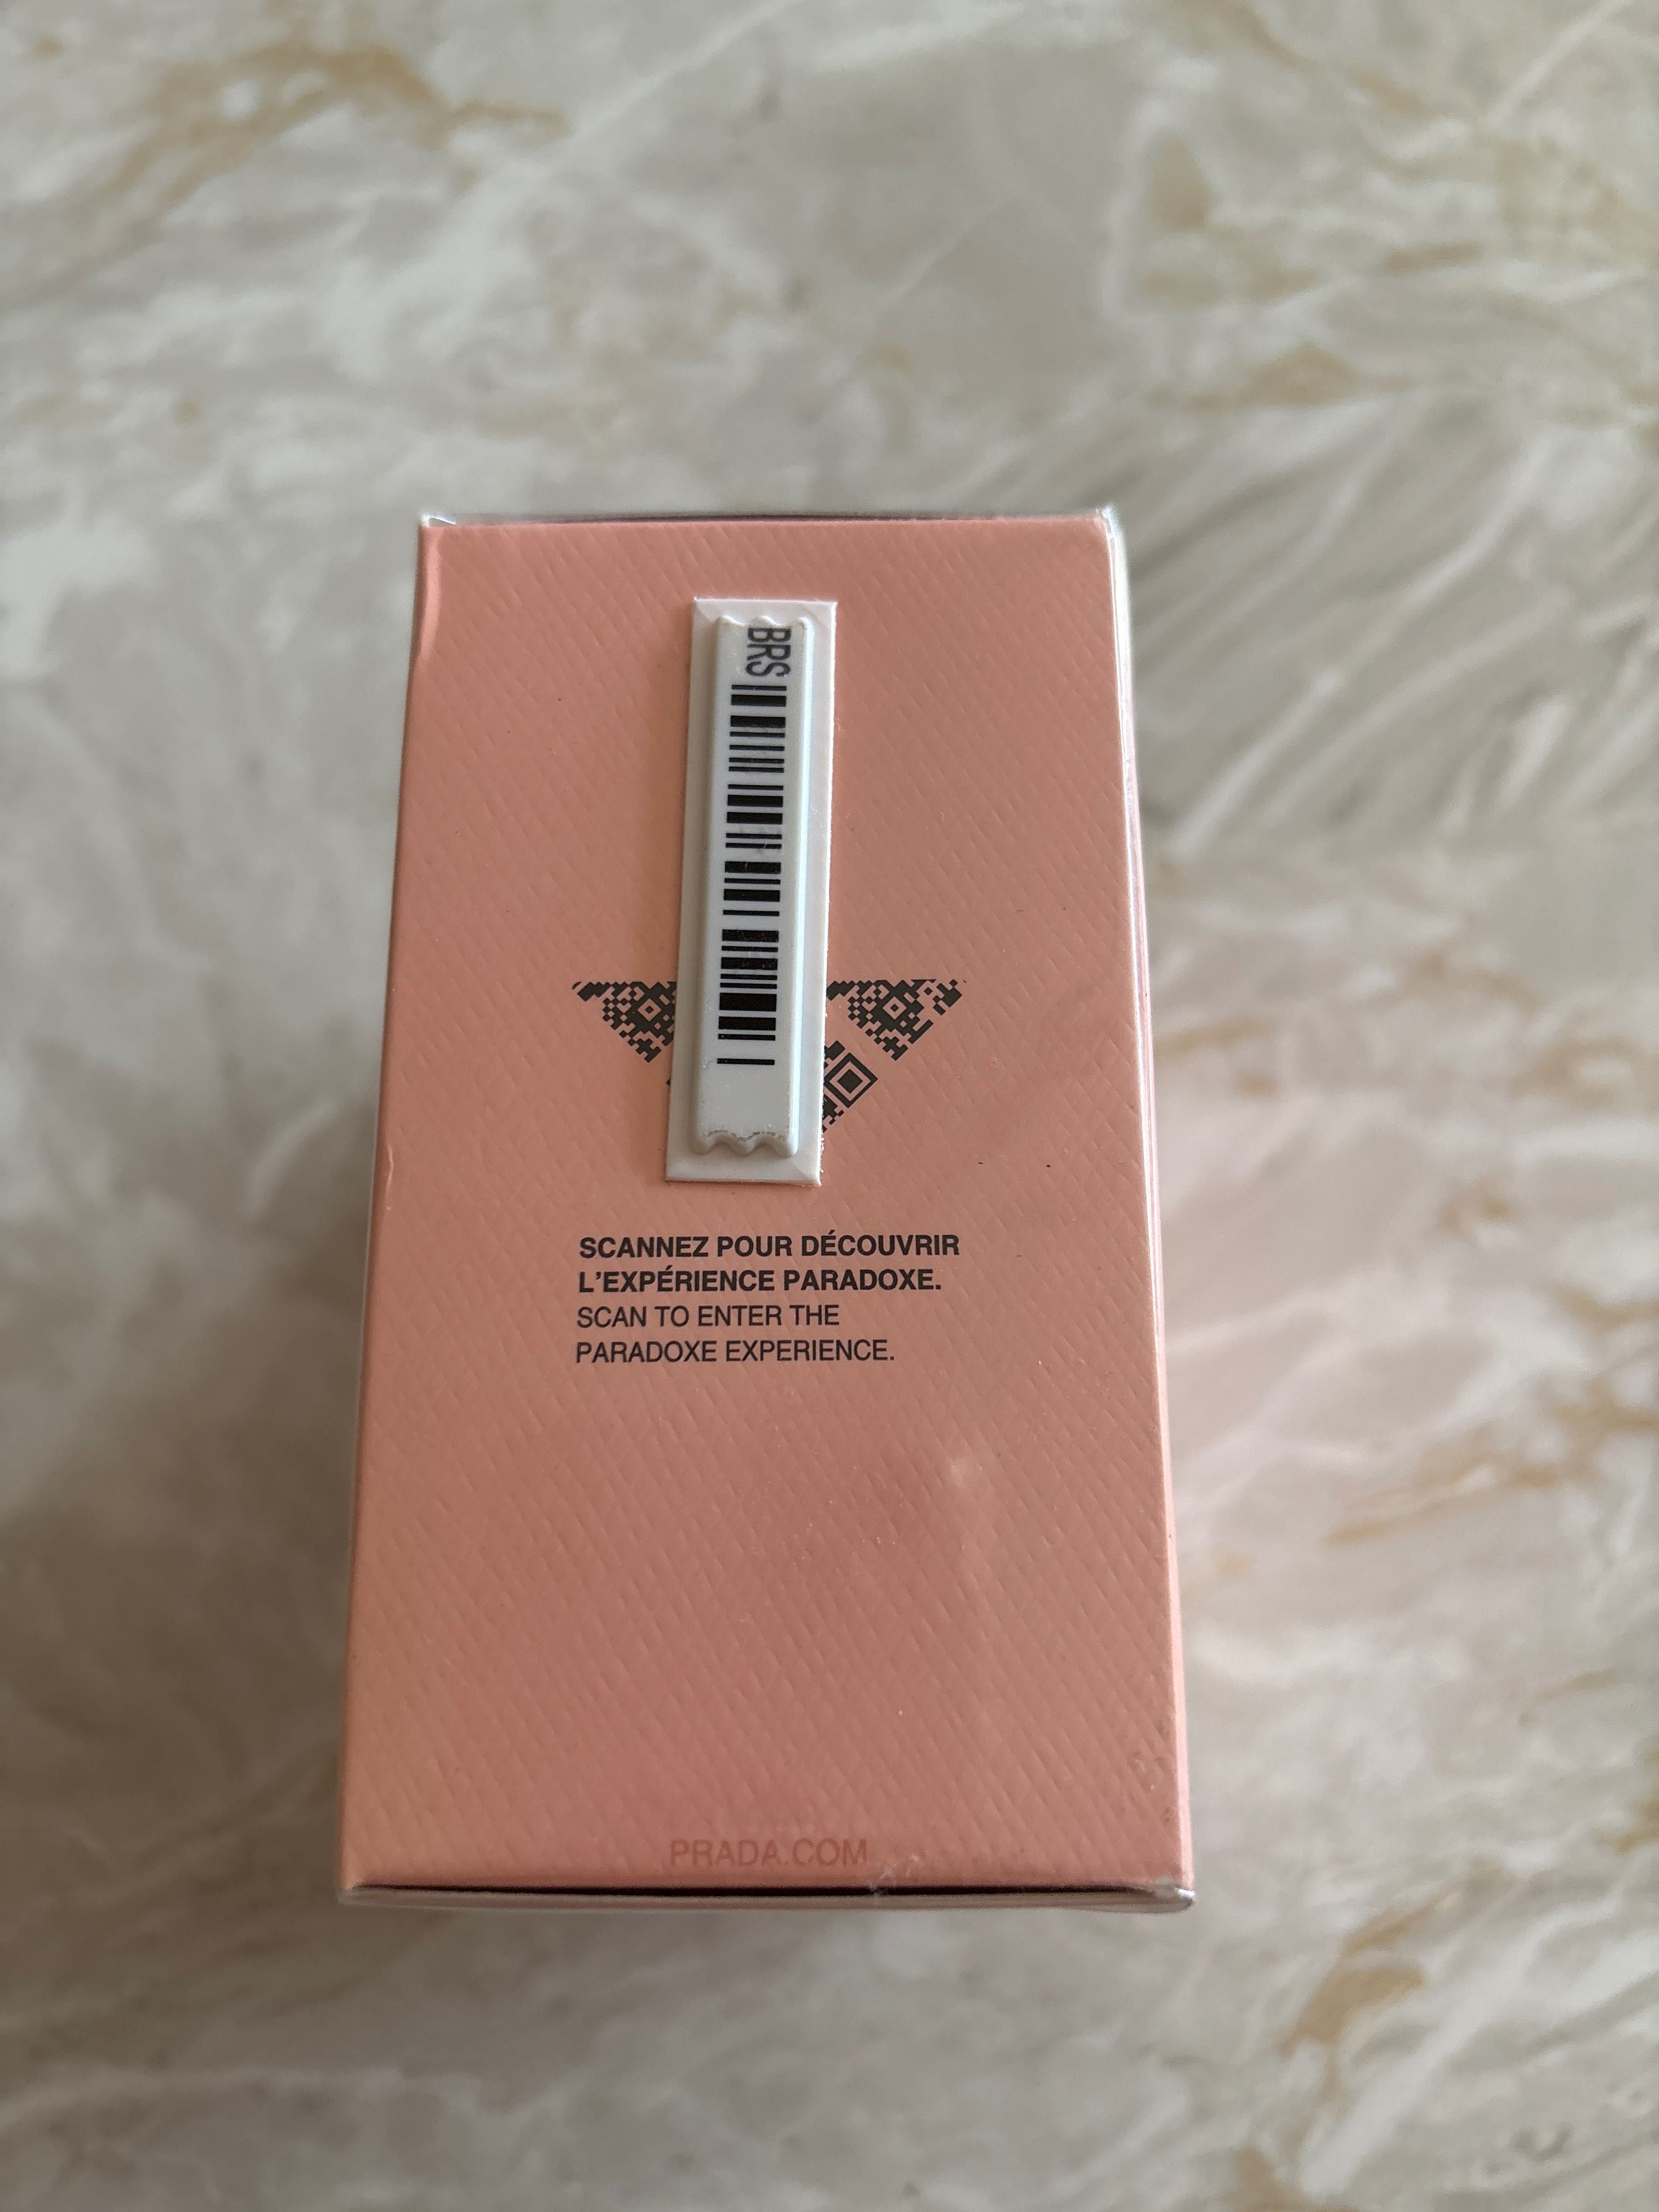 BRS
SCANNEZ POUR DÉCOUVRIR
L'EXPÉRIENCE PARADOXE.
SCAN TO ENTER THE
PARADOXE EXPERIENCE.
PRADA.COM